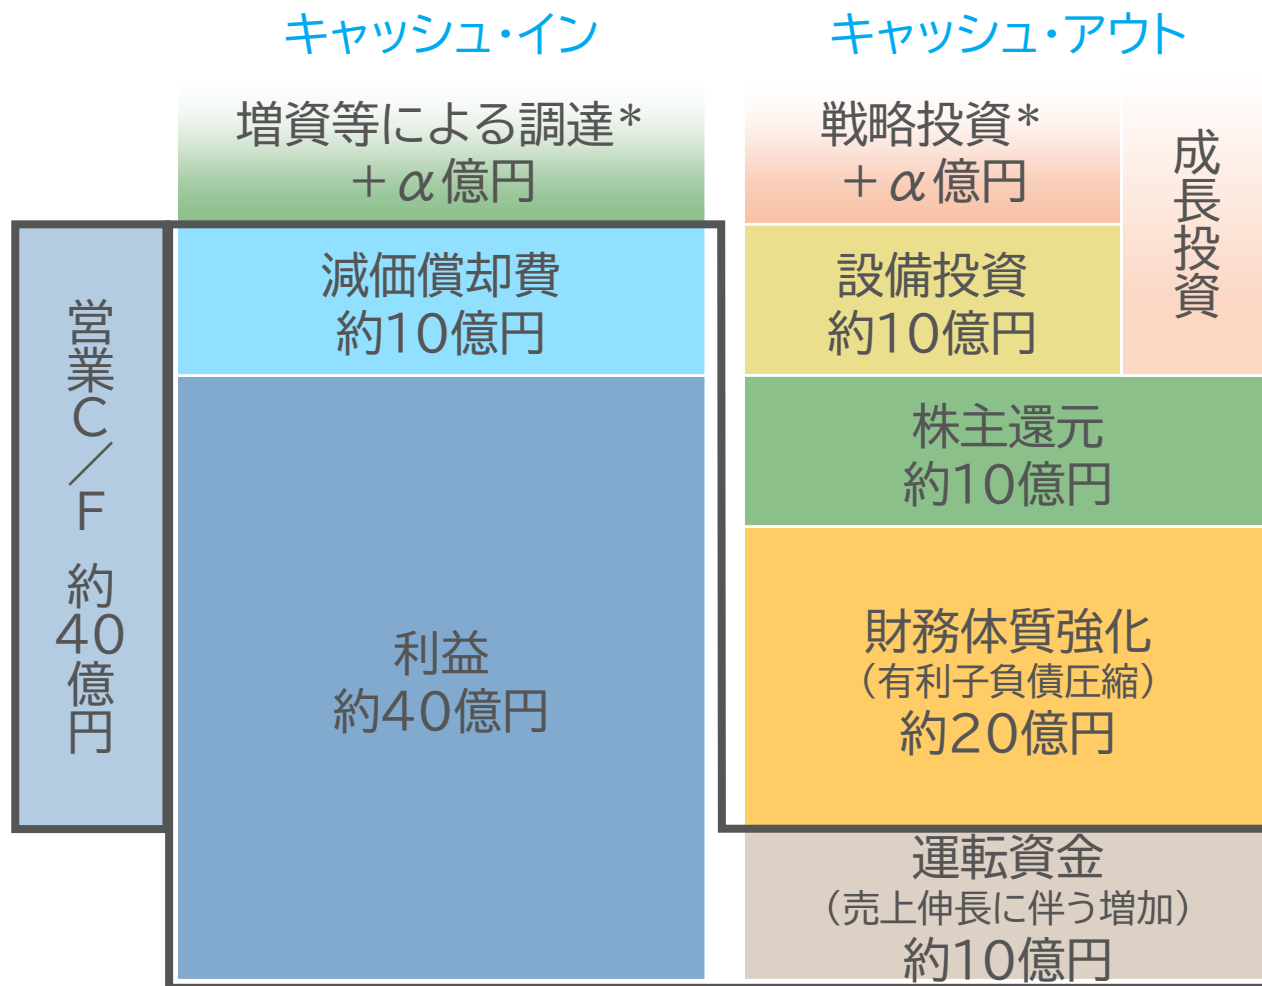 キャッシュ・イン
キャッシュ・アウト
増資等による調達*
+α億円
戦略投資*
+α億円
成長投資
営業C/F 約40億円
減価償却費
約10億円
設備投資
約10億円
株主還元
約10億円
利益
約40億円
財務体質強化
(有利子負債圧縮)
約20億円
運転資金
(売上伸長に伴う増加)
約10億円